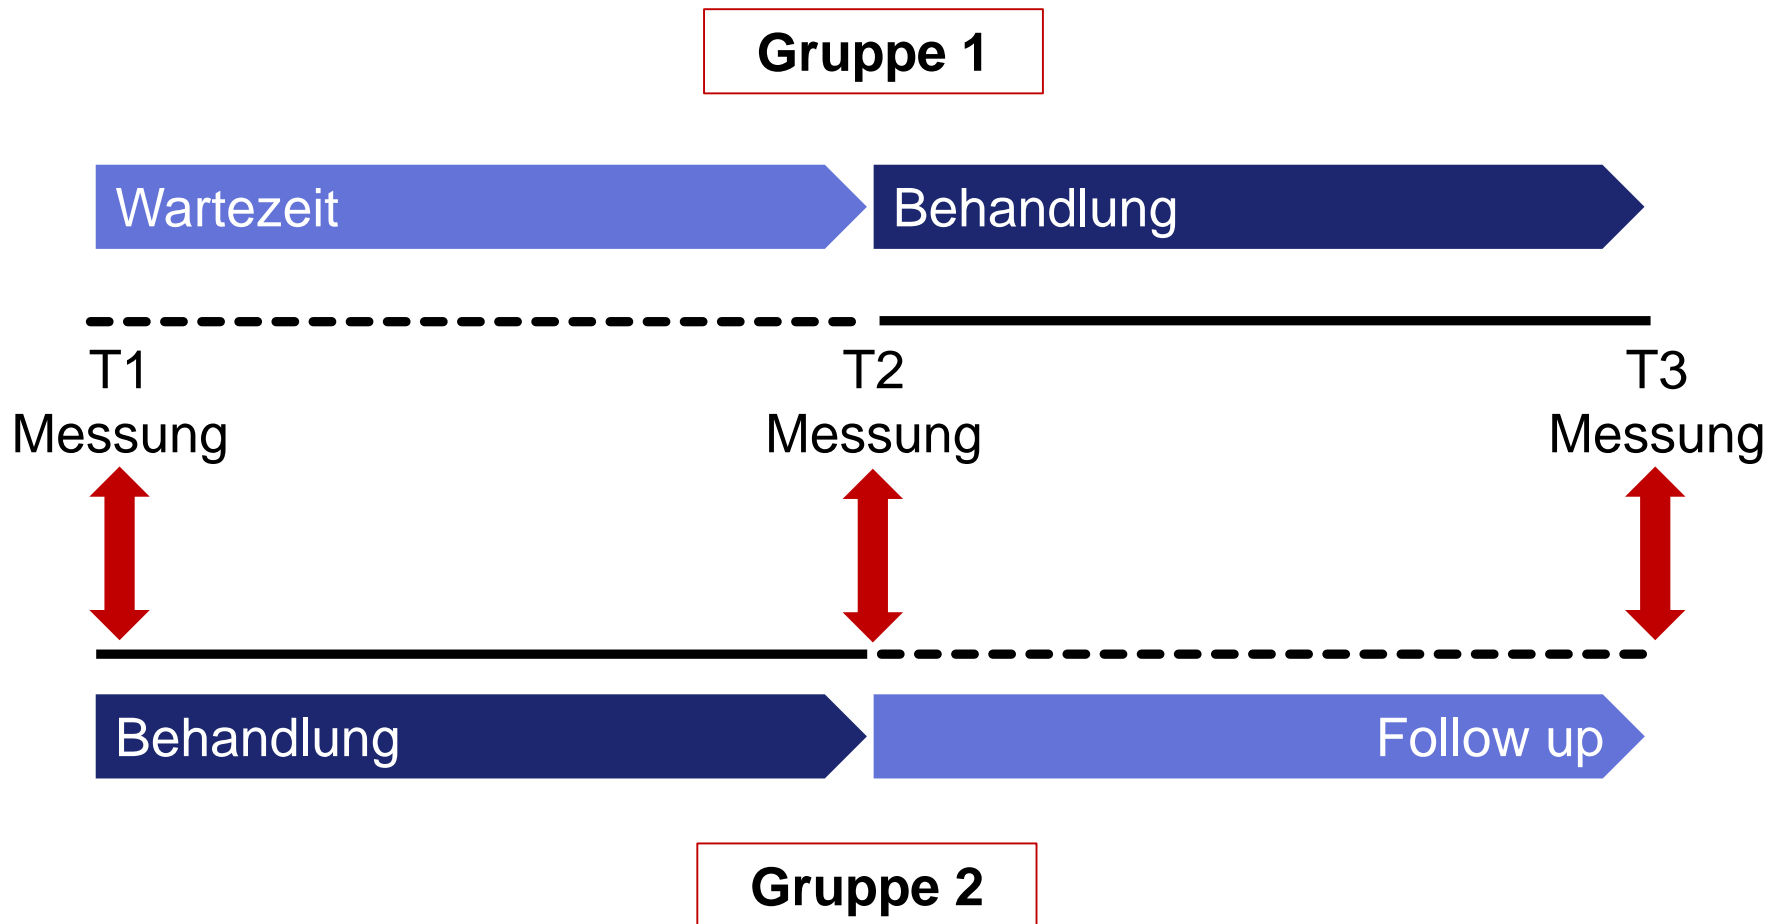 Gruppe 1
Wartezeit
Behandlung
T1
Messung
T2
Messung
T3
Messung
Behandlung
Follow up
Gruppe 2